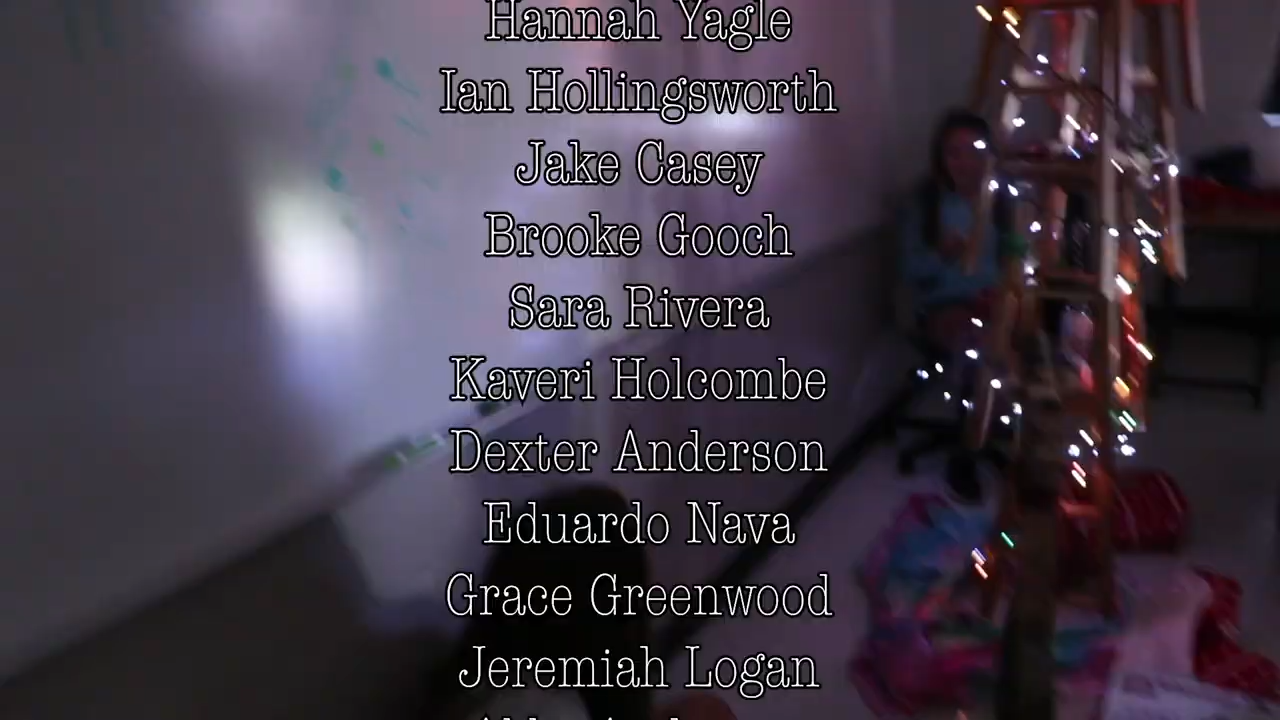 Hannah Yagle
Ian Hollingsworth
Jake Casey
Brooke Gooch
Sara Rivera
Kaveri Holcombe
Dexter Anderson
Eduardo Nava
Grace Greenwood
Jeremiah Logan